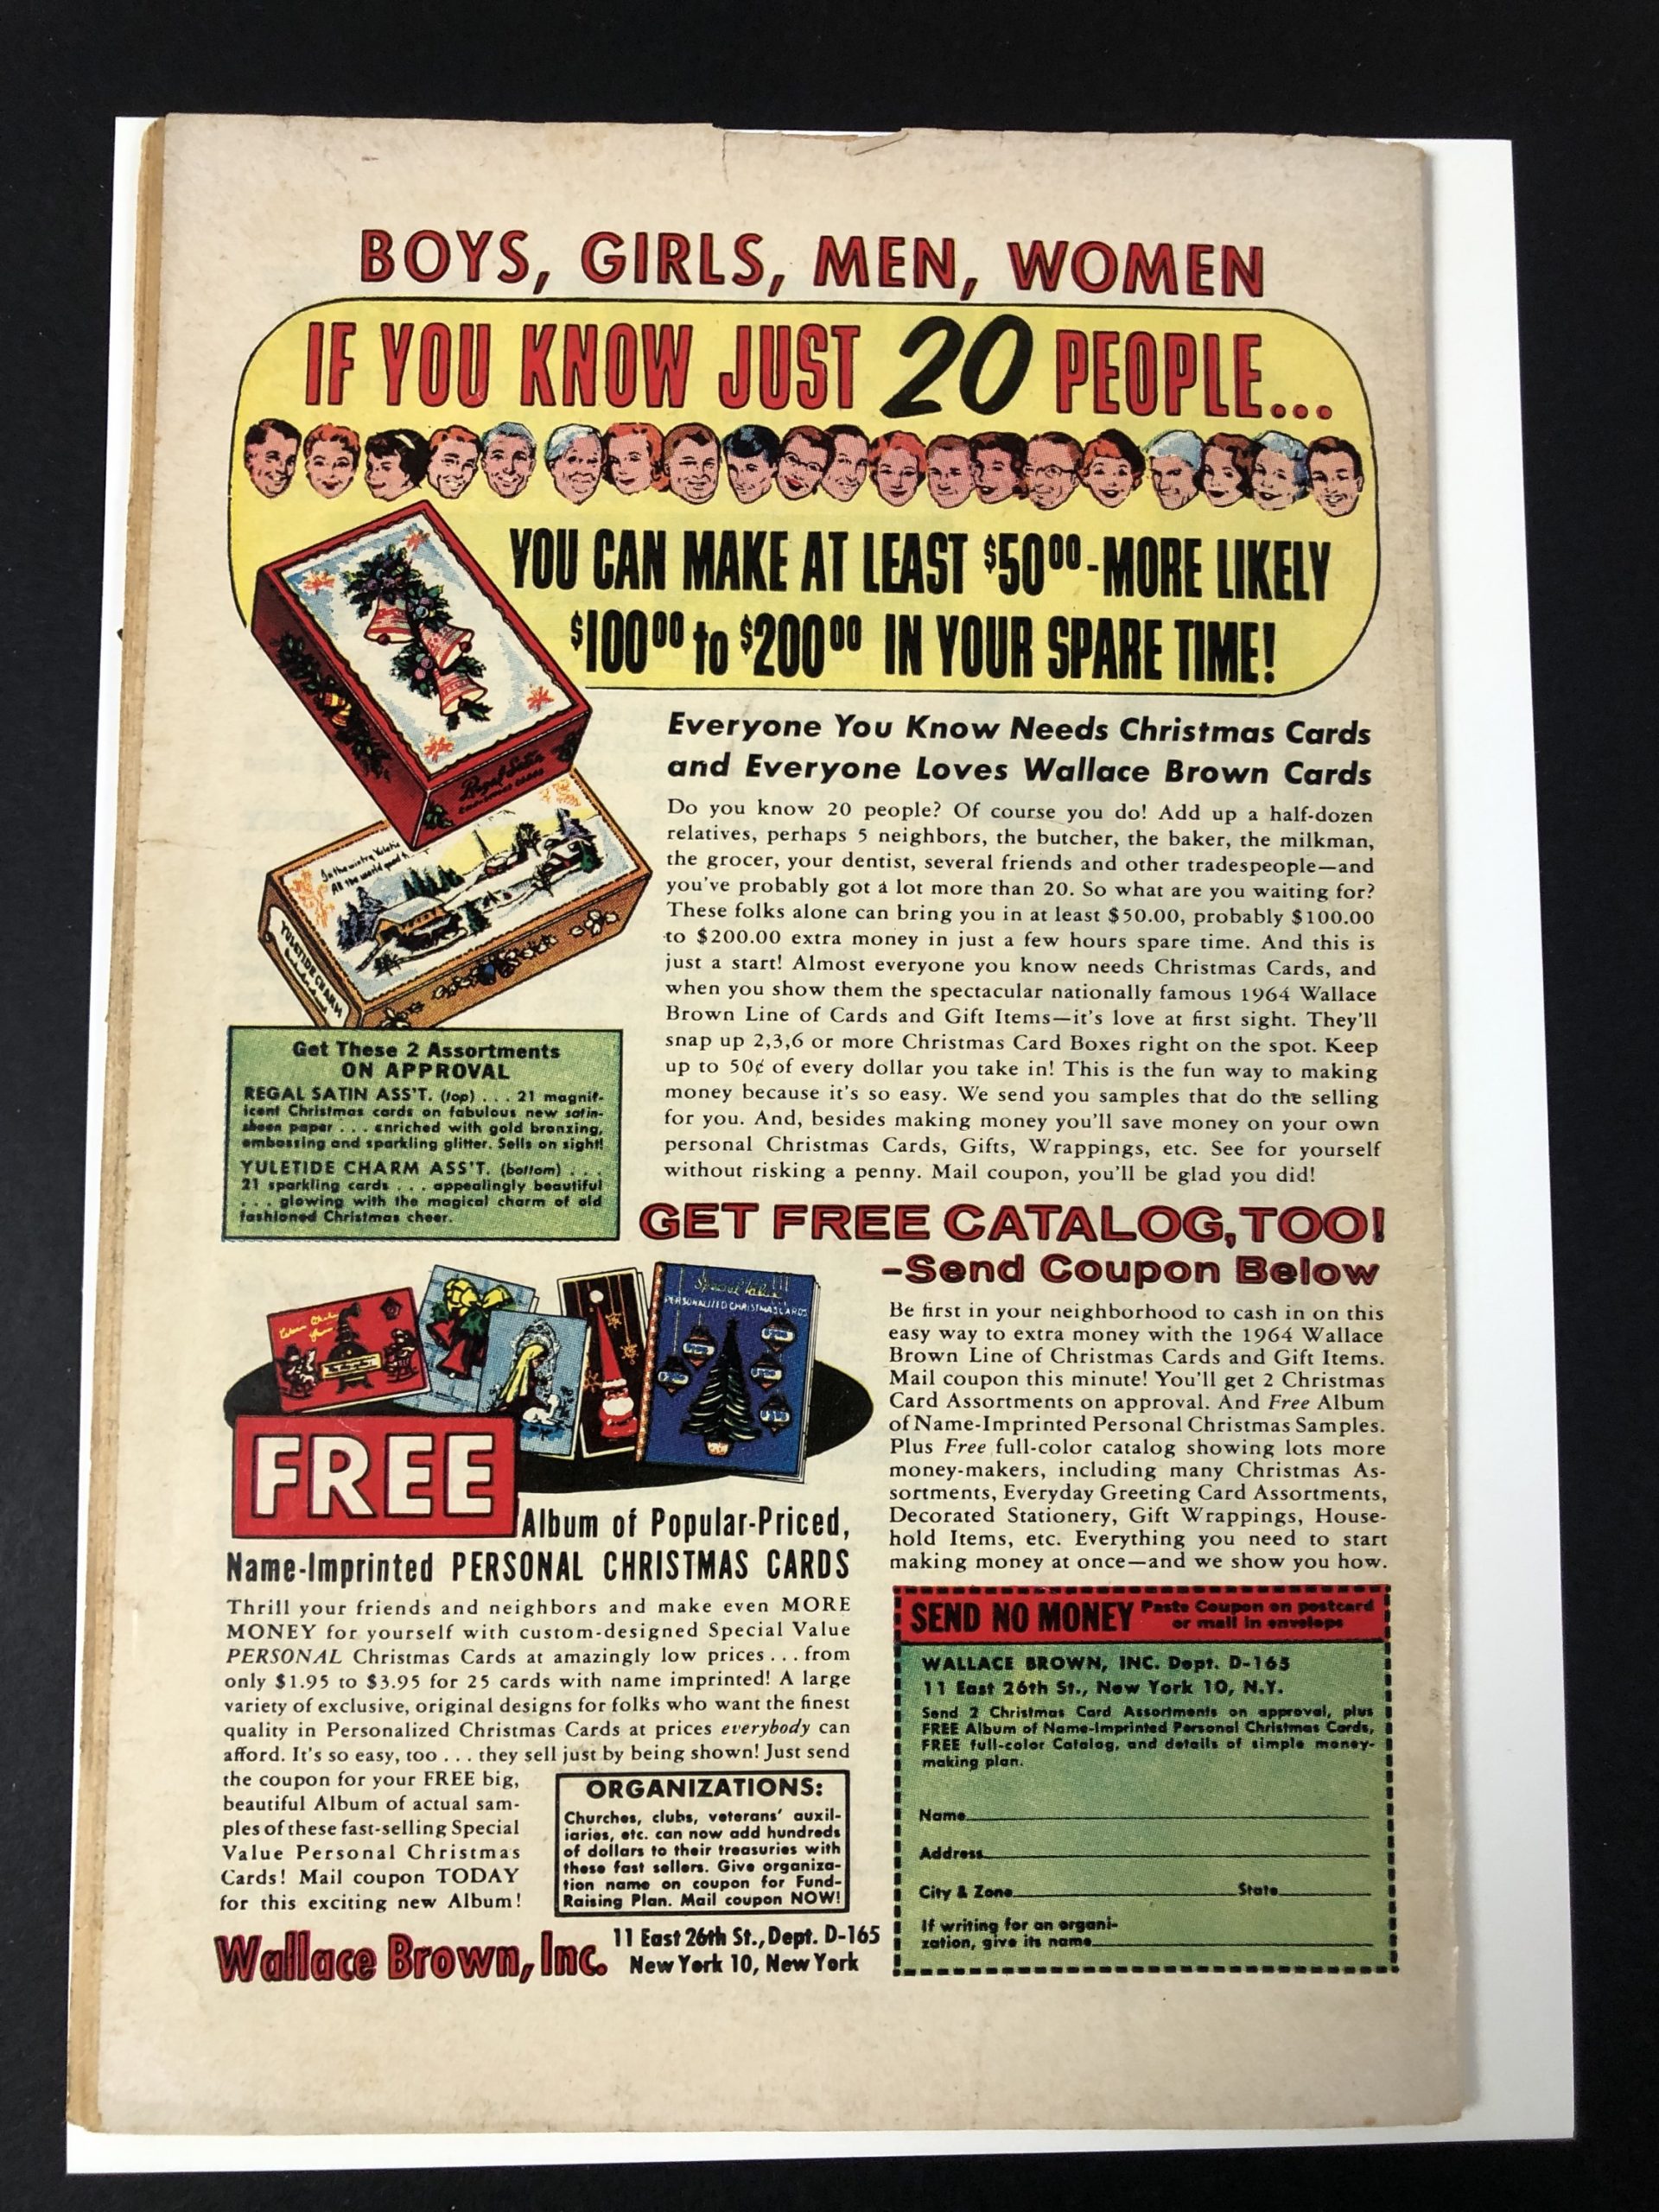 BOYS, GIRLS, MEN, WOMEN
IF YOU KNOW JUST 20 PEOPLE...
YOU CAN MAKE AT LEAST $5000-MORE LIKELY
$10000 to $20000 IN YOUR SPARE TIME!
Regal Satin
CHRISTMAS CARDS
In the wintry Yuletide
All the world
YULETIDE CHARM
Everyone You Know Needs Christmas Cards
and Everyone Loves Wallace Brown Cards
Do you know 20 people? Of course you do! Add up a half-dozen
relatives, perhaps 5 neighbors, the butcher, the baker, the milkman,
the grocer, your dentist, several friends and other tradespeople—and
you've probably got a lot more than 20. So what are you waiting for?
These folks alone can bring you in at least $50.00, probably $100.00
to $200.00 extra money in just a few hours spare time. And this is
just a start! Almost everyone you know needs Christmas Cards, and
when you show them the spectacular nationally famous 1964 Wallace
Brown Line of Cards and Gift Items—it's love at first sight. They'll
snap up 2,3,6 or more Christmas Card Boxes right on the spot. Keep
up to 50¢ of every dollar you take in! This is the fun way to making
money because it's so easy. We send you samples that do the selling
for you. And, besides making money you'll save money on your own
personal Christmas Cards, Gifts, Wrappings, etc. See for yourself
without risking a penny. Mail coupon, you'll be glad you did!
Get These 2 Assortments
ON APPROVAL
REGAL SATIN ASS'T. (top) . . . 21 magnif-
icent Christmas cards on fabulous new satin-
sheen paper . . . enriched with gold bronzing,
embossing and sparkling glitter. Sells on sight!
YULETIDE CHARM ASS'T. (bottom) . . .
21 sparkling cards . . . appealingly beautiful
. . . glowing with the magical charm of old
fashioned Christmas cheer.
GET FREE CATALOG, TOO!
-Send Coupon Below
Special Value
PERSONALIZED CHRISTMAS CARDS
Be first in your neighborhood to cash in on this
easy way to extra money with the 1964 Wallace
Brown Line of Christmas Cards and Gift Items.
Mail coupon this minute! You'll get 2 Christmas
Card Assortments on approval. And Free Album
of Name-Imprinted Personal Christmas Samples.
Plus Free full-color catalog showing lots more
money-makers, including many Christmas As-
sortments, Everyday Greeting Card Assortments,
Decorated Stationery, Gift Wrappings, House-
hold Items, etc. Everything you need to start
making money at once—and we show you how.
FREE
Album of Popular-Priced,
Name-Imprinted PERSONAL CHRISTMAS CARDS
Thrill your friends and neighbors and make even MORE
MONEY for yourself with custom-designed Special Value
PERSONAL Christmas Cards at amazingly low prices . . . from
only $1.95 to $3.95 for 25 cards with name imprinted! A large
variety of exclusive, original designs for folks who want the finest
quality in Personalized Christmas Cards at prices everybody can
afford. It's so easy, too . . . they sell just by being shown! Just send
the coupon for your FREE big,
beautiful Album of actual sam-
ples of these fast-selling Special
Value Personal Christmas
Cards! Mail coupon TODAY
for this exciting new Album!
ORGANIZATIONS:
Churches, clubs, veterans' auxil-
iaries, etc. can now add hundreds
of dollars to their treasuries with
these fast sellers. Give organiza-
tion name on coupon for Fund-
Raising Plan. Mail coupon NOW!
Wallace Brown, Inc.
11 East 26th St., Dept. D-165
New York 10, New York
SEND NO MONEY
Paste Coupon on postcard
or mail in envelope
WALLACE BROWN, INC. Dept. D-165
11 East 26th St., New York 10, N.Y.
Send 2 Christmas Card Assortments on approval, plus
FREE Album of Name-Imprinted Personal Christmas Cards,
FREE full-color Catalog, and details of simple money-
making plan.
Name
Address
City & Zone State
If writing for an organi-
zation, give its name